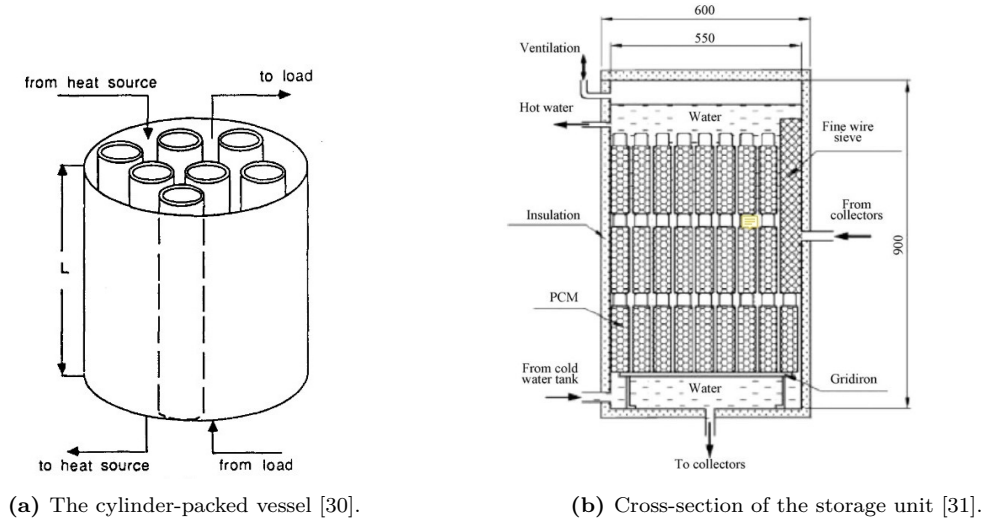 from heat source
to load
L
to heat source
from load
(a) The cylinder-packed vessel [30].
600
550
Ventilation
Hot water
Water
Fine wire
sieve
From
collectors
Insulation
900
PCM
From cold
water tank
Water
Gridiron
To collectors
(b) Cross-section of the storage unit [31].